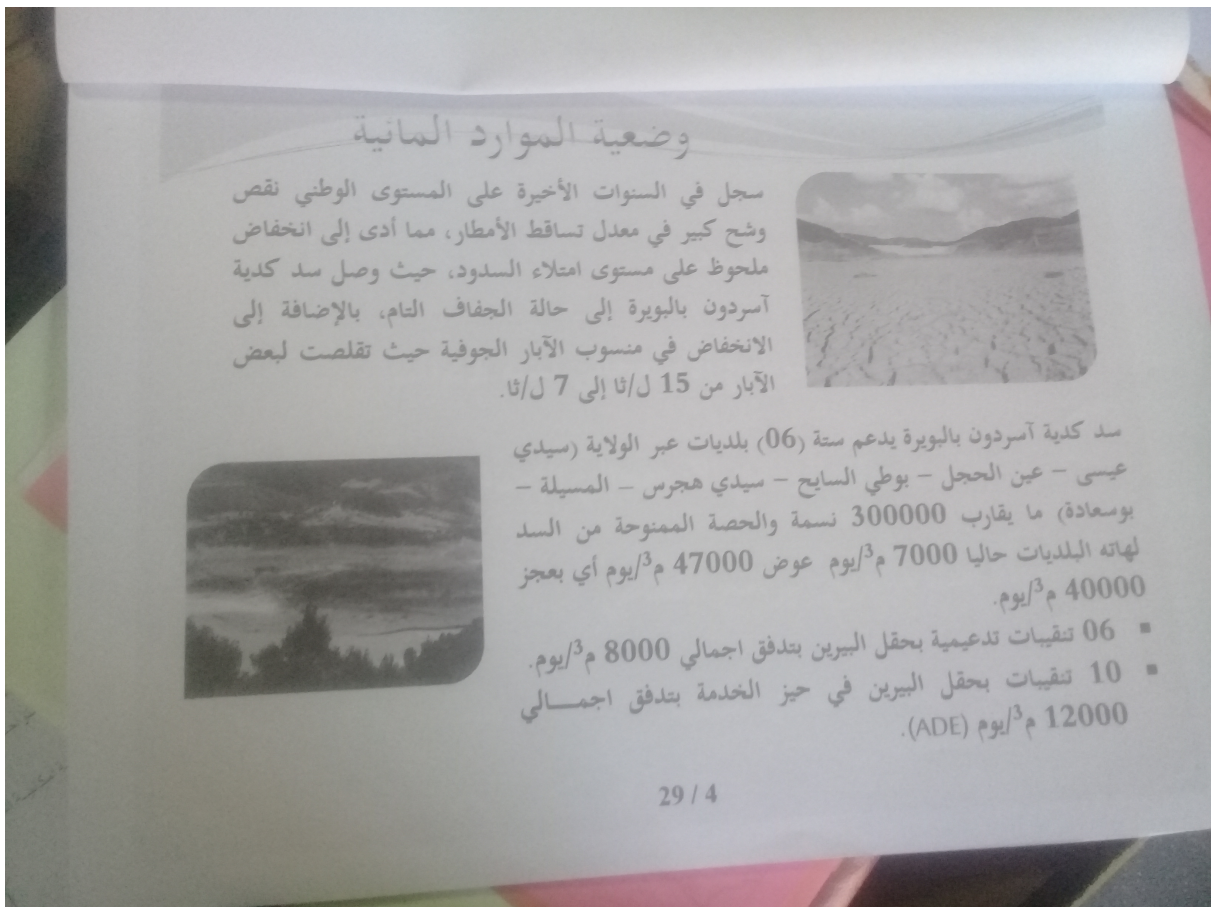 وضعية الموارد المائية
سجل في السنوات الأخيرة على المستوى الوطني نقص
وشح كبير في معدل تساقط الأمطار، مما أدى إلى انخفاض
ملحوظ على مستوى امتلاء السدود، حيث وصل سد كدية
آسردون بالبويرة إلى حالة الجفاف التام، بالإضافة إلى
الانخفاض في منسوب الآبار الجوفية حيث تقلصت لبعض
الآبار من 15 ل/ثا إلى 7 ل/ثا.
سد كدية آسردون بالبويرة يدعم ستة (06) بلديات عبر الولاية (سيدي
عيسى – عين الحجل – بوطي السايح – سيدي هجرس – المسيلة –
بوسعادة) ما يقارب 300000 نسمة والحصة الممنوحة من السد
لهاته البلديات حاليا 7000 م³/يوم عوض 47000 م³/يوم أي بعجز
40000 م³/يوم.
▪ 06 تنقيبات تدعيمية بحقل البيرين بتدفق اجمالي 8000 م³/يوم.
▪ 10 تنقيبات بحقل البيرين في حيز الخدمة بتدفق اجمـــالي
12000 م³/يوم (ADE).
29 / 4